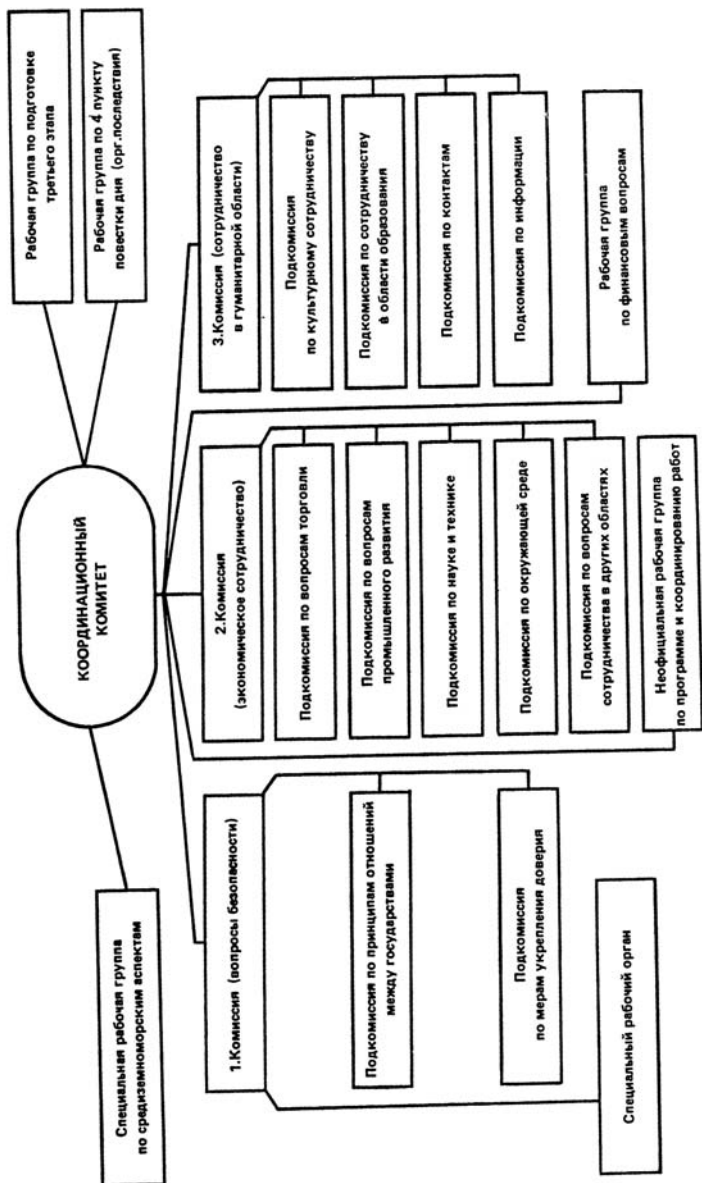 Рабочая группа по подготовке
третьего этапа
Рабочая группа по 4 пункту
повестки дня (орг.последствия)
КООРДИНАЦИОННЫЙ
КОМИТЕТ
Специальная рабочая группа
по средиземноморским аспектам
1.Комиссия (вопросы безопасности)
Подкомиссия по принципам отношений
между государствами
Подкомиссия
по мерам укрепления доверия
Специальный рабочий орган
2.Комиссия
(экономическое сотрудничество)
Подкомиссия по вопросам торговли
Подкомиссия по вопросам
промышленного развития
Подкомиссия по науке и технике
Подкомиссия по окружающей среде
Подкомиссия по вопросам
сотрудничества в других областях
Неофициальная рабочая группа
по программе и координированию работ
3.Комиссия (сотрудничество
в гуманитарной области)
Подкомиссия
по культурному сотрудничеству
Подкомиссия по сотрудничеству
в области образования
Подкомиссия по контактам
Подкомиссия по информации
Рабочая группа
по финансовым вопросам